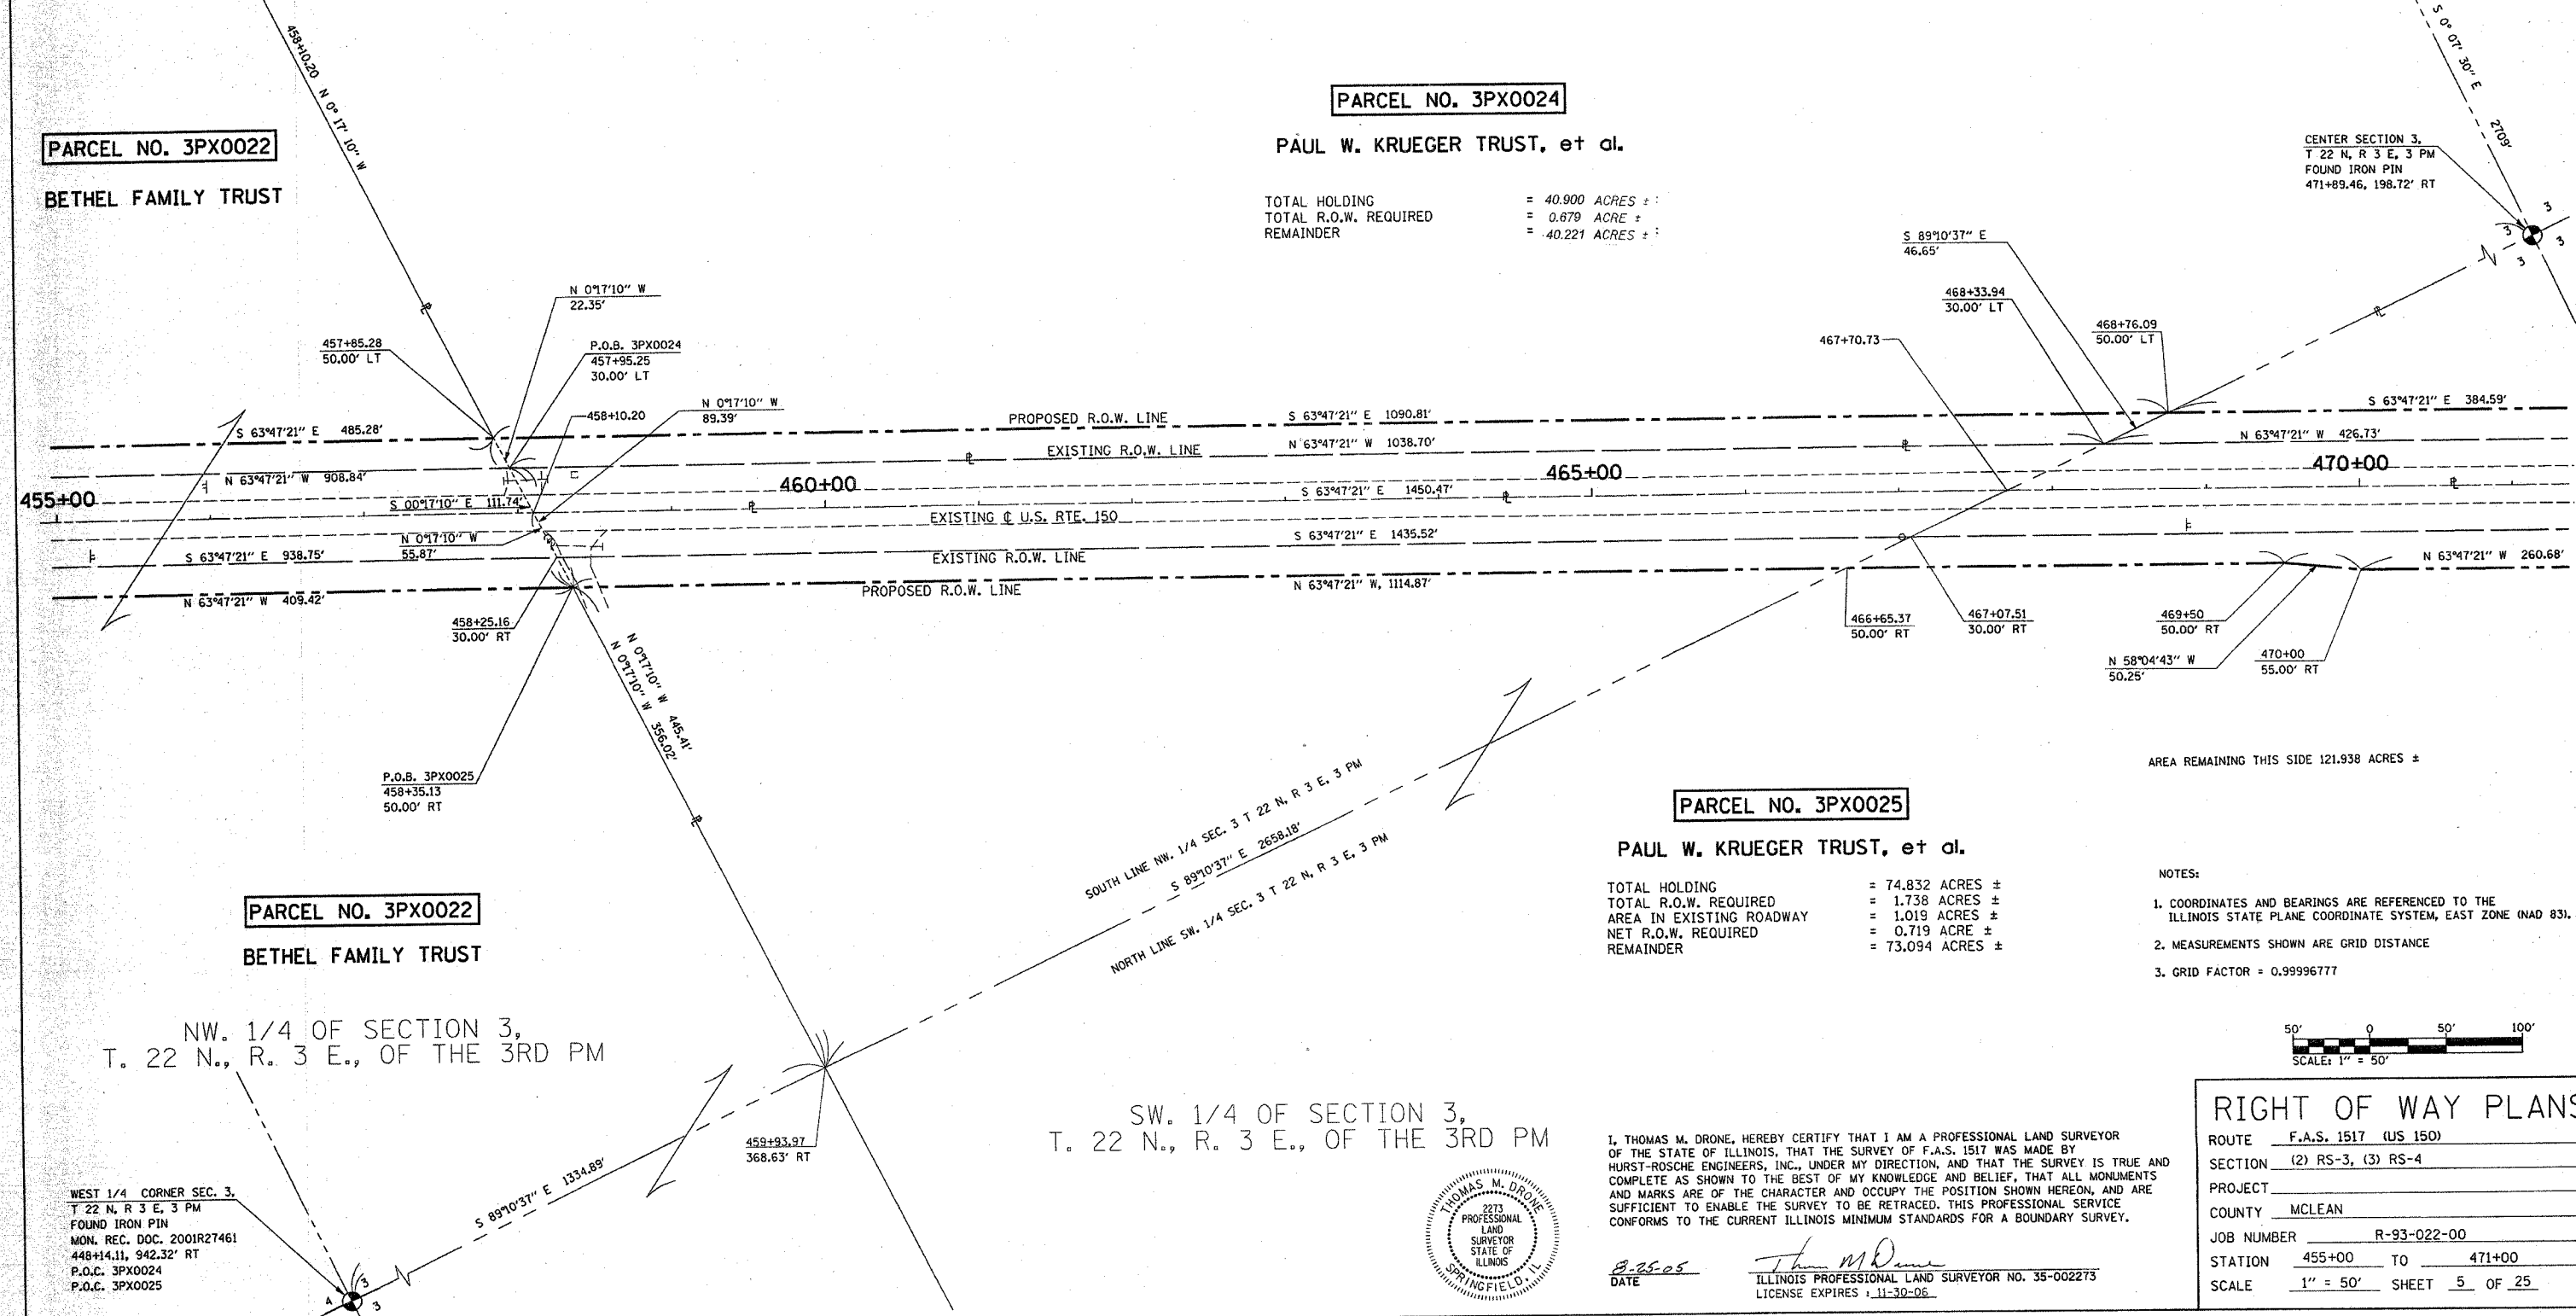 458+10.20 N 0° 17' 10" W
PARCEL NO. 3PX0022
BETHEL FAMILY TRUST
PARCEL NO. 3PX0024
PAUL W. KRUEGER TRUST, et al.
TOTAL HOLDING = 40.900 ACRES ±
TOTAL R.O.W. REQUIRED = 0.679 ACRE ±
REMAINDER = 40.221 ACRES ±
S 0° 07' 30" E 2709'
CENTER SECTION 3,
T 22 N, R 3 E, 3 PM
FOUND IRON PIN
471+89.46, 198.72' RT
3
3
3
3
S 89°10'37" E
46.65'
468+33.94
30.00' LT
468+76.09
50.00' LT
467+70.73
N 0°17'10" W
22.35'
457+85.28
50.00' LT
P.O.B. 3PX0024
457+95.25
30.00' LT
458+10.20
N 0°17'10" W
89.39'
S 63°47'21" E 485.28'
PROPOSED R.O.W. LINE
S 63°47'21" E 1090.81'
S 63°47'21" E 384.59'
N 63°47'21" W 908.84'
EXISTING R.O.W. LINE
N 63°47'21" W 1038.70'
N 63°47'21" W 426.73'
455+00
460+00
465+00
470+00
S 00°17'10" E 111.74'
S 63°47'21" E 1450.47'
EXISTING ℄ U.S. RTE. 150
N 0°17'10" W
55.87'
S 63°47'21" E 938.75'
EXISTING R.O.W. LINE
S 63°47'21" E 1435.52'
N 63°47'21" W 260.68'
N 63°47'21" W 409.42'
PROPOSED R.O.W. LINE
N 63°47'21" W, 1114.87'
458+25.16
30.00' RT
466+65.37
50.00' RT
467+07.51
30.00' RT
469+50
50.00' RT
N 58°04'43" W
50.25'
470+00
55.00' RT
N 0°17'10" W 445.41'
N 0°17'10" W 356.02'
P.O.B. 3PX0025
458+35.13
50.00' RT
AREA REMAINING THIS SIDE 121.938 ACRES ±
SOUTH LINE NW. 1/4 SEC. 3 T 22 N, R 3 E, 3 PM
S 89°10'37" E 2658.18'
NORTH LINE SW. 1/4 SEC. 3 T 22 N, R 3 E, 3 PM
PARCEL NO. 3PX0025
PAUL W. KRUEGER TRUST, et al.
TOTAL HOLDING = 74.832 ACRES ±
TOTAL R.O.W. REQUIRED = 1.738 ACRES ±
AREA IN EXISTING ROADWAY = 1.019 ACRES ±
NET R.O.W. REQUIRED = 0.719 ACRE ±
REMAINDER = 73.094 ACRES ±
NOTES:
1. COORDINATES AND BEARINGS ARE REFERENCED TO THE
ILLINOIS STATE PLANE COORDINATE SYSTEM, EAST ZONE (NAD 83).
2. MEASUREMENTS SHOWN ARE GRID DISTANCE
3. GRID FACTOR = 0.99996777
PARCEL NO. 3PX0022
BETHEL FAMILY TRUST
NW. 1/4 OF SECTION 3,
T. 22 N., R. 3 E., OF THE 3RD PM
50' 0 50' 100'
SCALE: 1" = 50'
459+93.97
368.63' RT
SW. 1/4 OF SECTION 3,
T. 22 N., R. 3 E., OF THE 3RD PM
S 89°10'37" E 1334.89'
WEST 1/4 CORNER SEC. 3,
T 22 N, R 3 E, 3 PM
FOUND IRON PIN
MON. REC. DOC. 2001R27461
448+14.11, 942.32' RT
P.O.C. 3PX0024
P.O.C. 3PX0025
3
4
3
THOMAS M. DRONE
2273
PROFESSIONAL
LAND
SURVEYOR
STATE OF
ILLINOIS
SPRINGFIELD, IL
I, THOMAS M. DRONE, HEREBY CERTIFY THAT I AM A PROFESSIONAL LAND SURVEYOR
OF THE STATE OF ILLINOIS, THAT THE SURVEY OF F.A.S. 1517 WAS MADE BY
HURST-ROSCHE ENGINEERS, INC., UNDER MY DIRECTION, AND THAT THE SURVEY IS TRUE AND
COMPLETE AS SHOWN TO THE BEST OF MY KNOWLEDGE AND BELIEF, THAT ALL MONUMENTS
AND MARKS ARE OF THE CHARACTER AND OCCUPY THE POSITION SHOWN HEREON, AND ARE
SUFFICIENT TO ENABLE THE SURVEY TO BE RETRACED. THIS PROFESSIONAL SERVICE
CONFORMS TO THE CURRENT ILLINOIS MINIMUM STANDARDS FOR A BOUNDARY SURVEY.
8-25-05
DATE
ILLINOIS PROFESSIONAL LAND SURVEYOR NO. 35-002273
LICENSE EXPIRES : 11-30-06
RIGHT OF WAY PLANS
ROUTE F.A.S. 1517 (US 150)
SECTION (2) RS-3, (3) RS-4
PROJECT
COUNTY MCLEAN
JOB NUMBER R-93-022-00
STATION 455+00 TO 471+00
SCALE 1" = 50' SHEET 5 OF 25